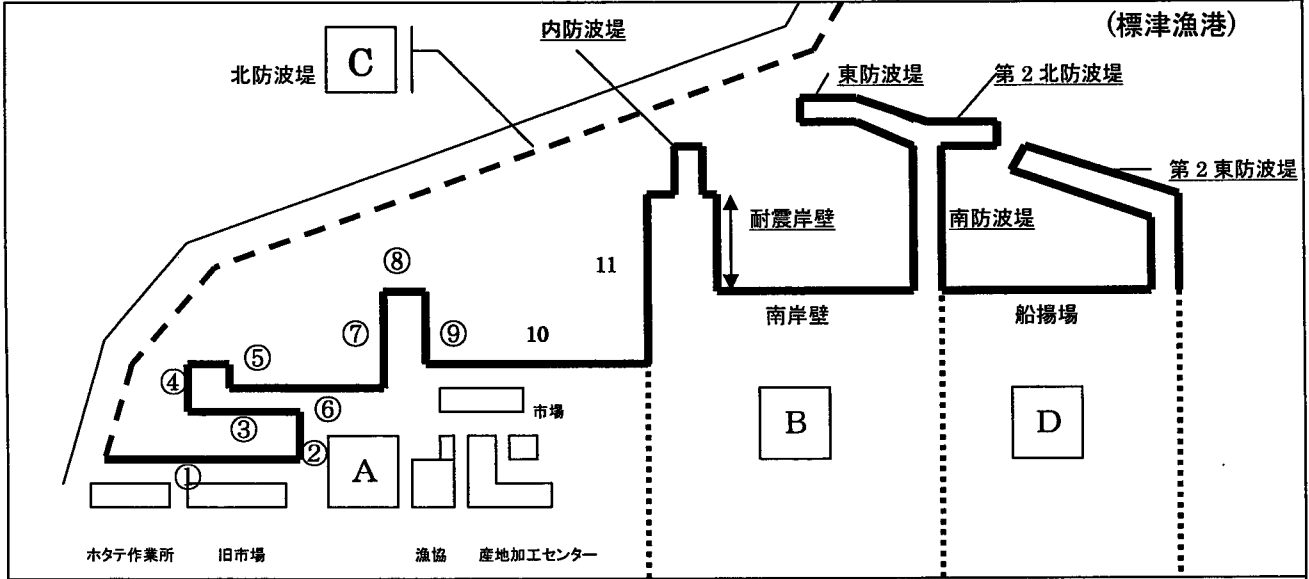 (標津漁港)
内防波堤
北防波堤
C
東防波堤
第2北防波堤
第2東防波堤
耐震岸壁
南防波堤
⑧
11
南岸壁
船揚場
⑦
⑨
10
⑤
④
⑥
③
市場
②
①
A
B
D
ホタテ作業所
旧市場
漁協
産地加工センター